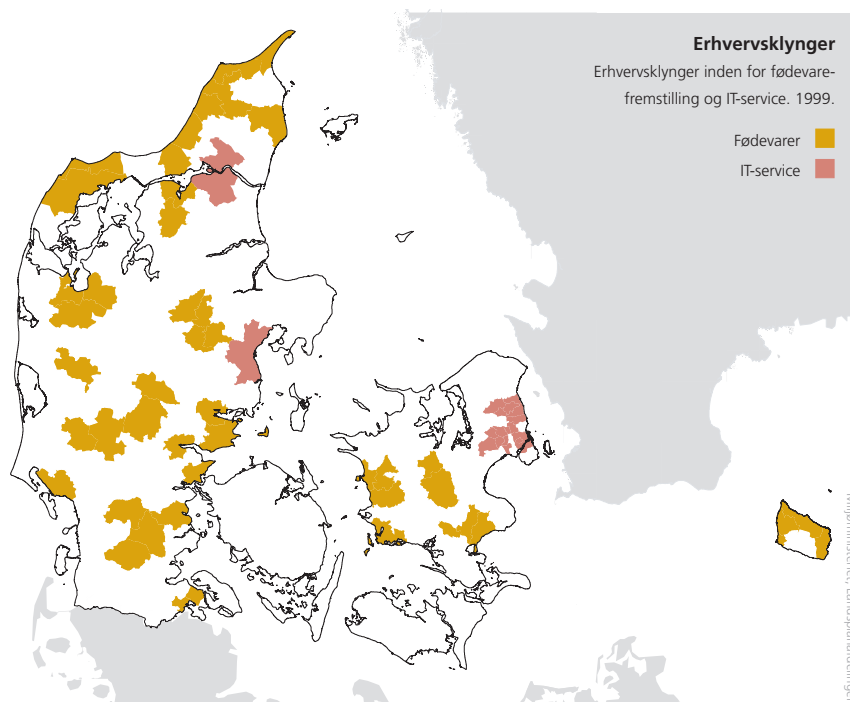 Erhvervsklynger
Erhvervsklynger inden for fødevare-
fremstilling og IT-service. 1999.
Fødevarer
IT-service